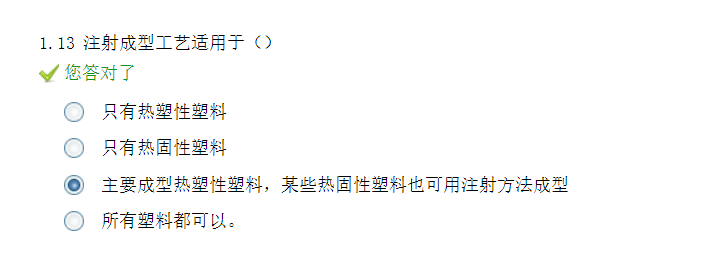 1.13 注射成型工艺适用于（）
您答对了
只有热塑性塑料
只有热固性塑料
主要成型热塑性塑料，某些热固性塑料也可用注射方法成型
所有塑料都可以。